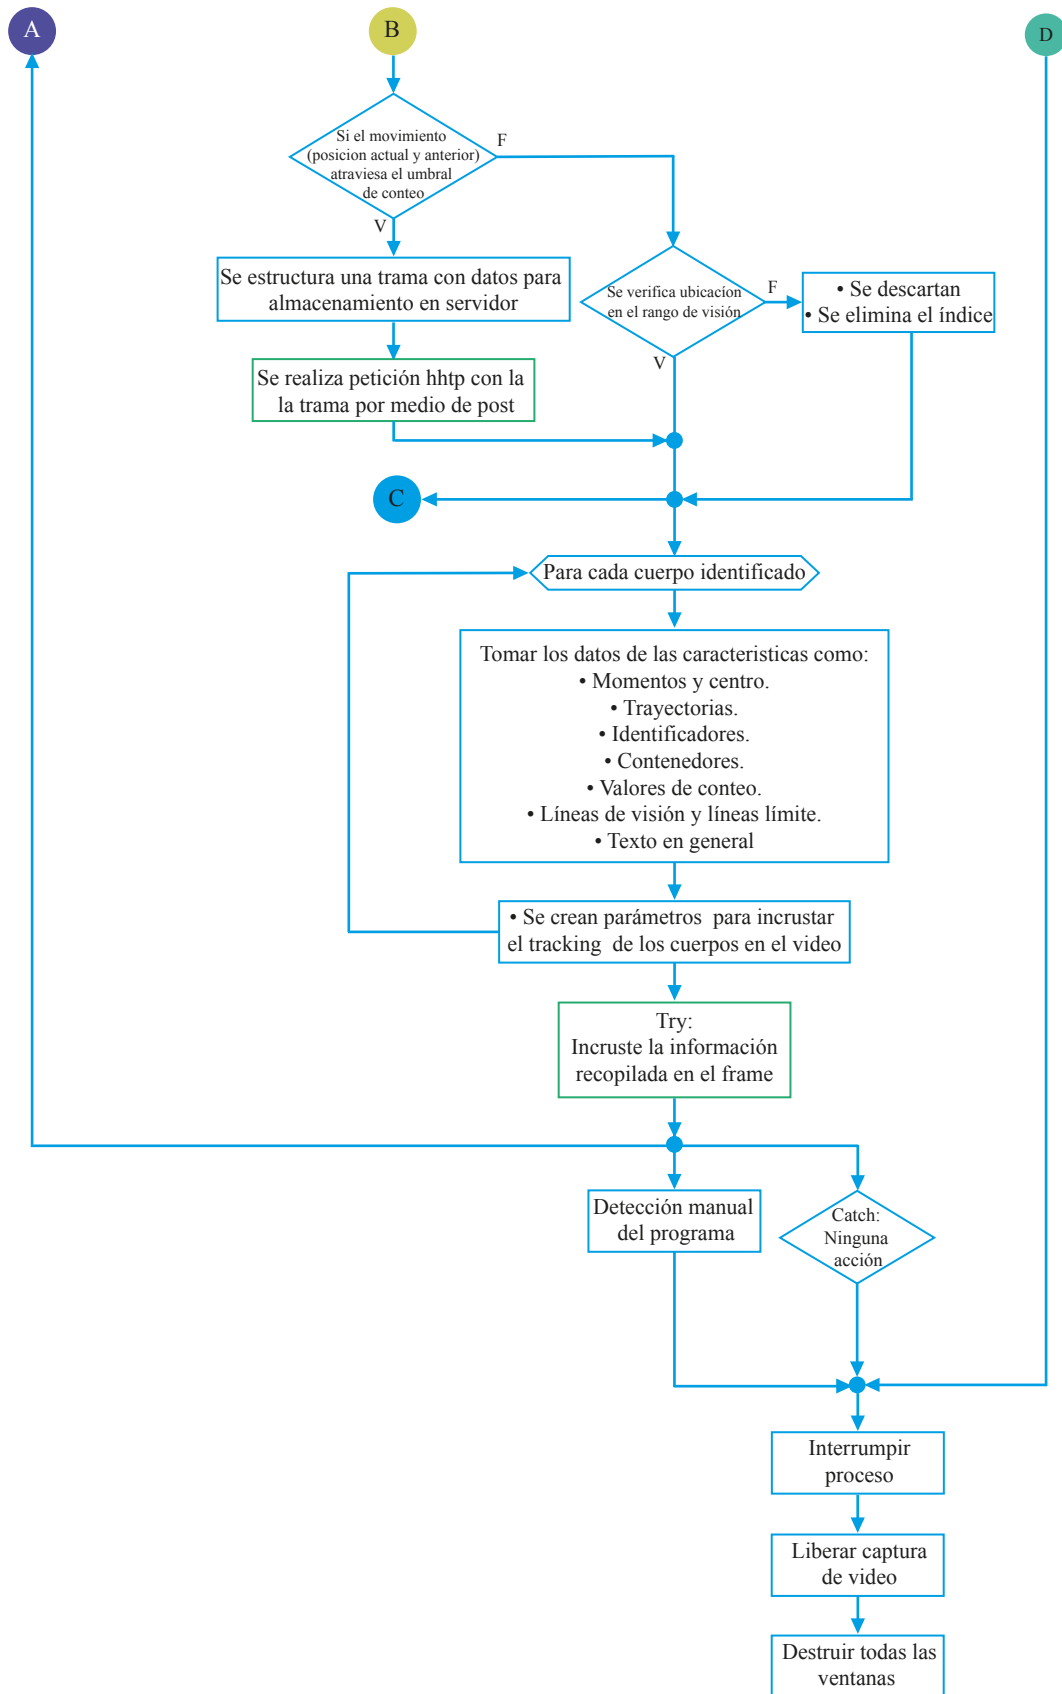 A
B
D
Si el movimiento
(posicion actual y anterior)
atraviesa el umbral
de conteo
F
V
Se estructura una trama con datos para
almacenamiento en servidor
Se verifica ubicacion
en el rango de visión
F
V
• Se descartan
• Se elimina el índice
Se realiza petición hhtp con la
la trama por medio de post
C
Para cada cuerpo identificado
Tomar los datos de las caracteristicas como:
• Momentos y centro.
• Trayectorias.
• Identificadores.
• Contenedores.
• Valores de conteo.
• Líneas de visión y líneas límite.
• Texto en general
• Se crean parámetros para incrustar
el tracking de los cuerpos en el video
Try:
Incruste la información
recopilada en el frame
Detección manual
del programa
Catch:
Ninguna
acción
Interrumpir
proceso
Liberar captura
de video
Destruir todas las
ventanas